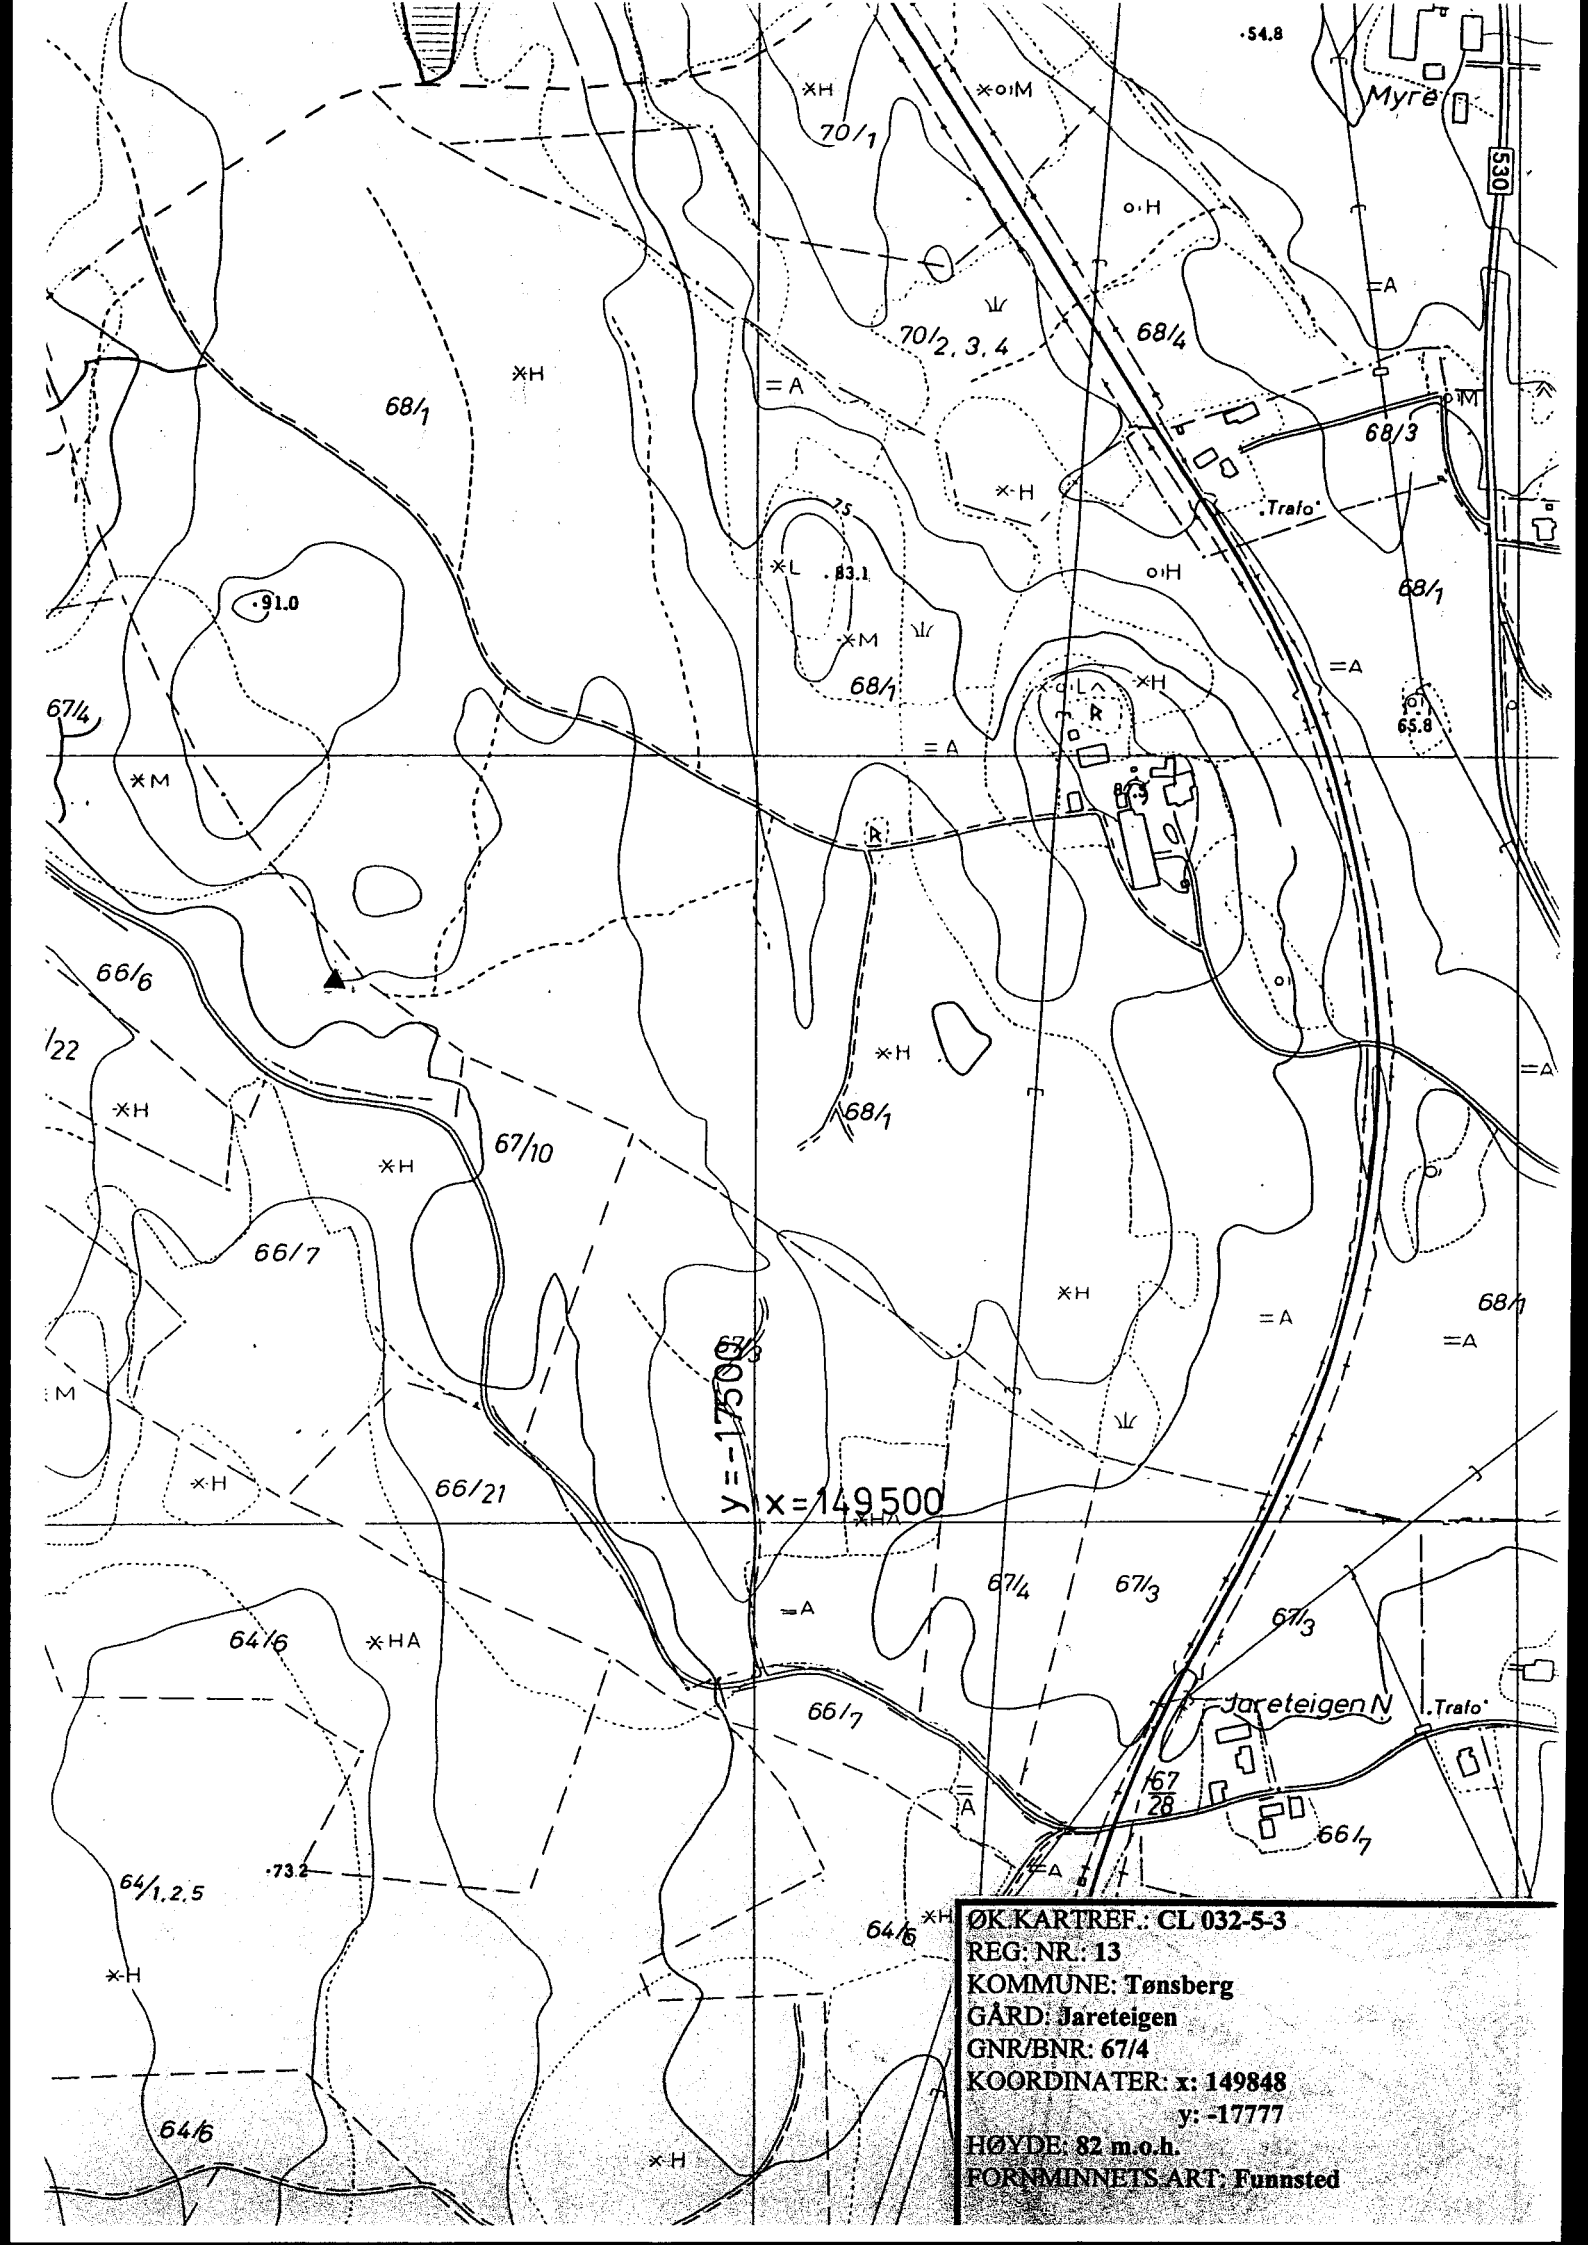 .54.8
Myre
530
*H
*o!M
70/1
o!H
=A
70/2, 3, 4
68/4
*H
68/1
=A
o!M
68/3
*H
.Trafo
75
*L
.83.1
o!H
68/1
.91.0
*M
68/1
=A
*H
L
R
67/4
65.8
=A
*M
R
66/6
/22
*H
=A
*H
68/1
*H
67/10
66/7
*H
68/1
=A
=A
67/3
M
*H
66/21
y=-17500
x=149500
*HA
67/4
67/3
67/3
=A
64/6
*HA
Jareteigen N
.Trafo
66/7
67
28
=A
66/7
=A
64/1,2,5
.73.2
64/6
*H
*H
64/6
*H
ØK.KARTREF.: CL 032-5-3
REG: NR.: 13
KOMMUNE: Tønsberg
GÅRD: Jareteigen
GNR/BNR: 67/4
KOORDINATER: x: 149848
y: -17777
HØYDE: 82 m.o.h.
FORNMINNETS ART: Funnsted